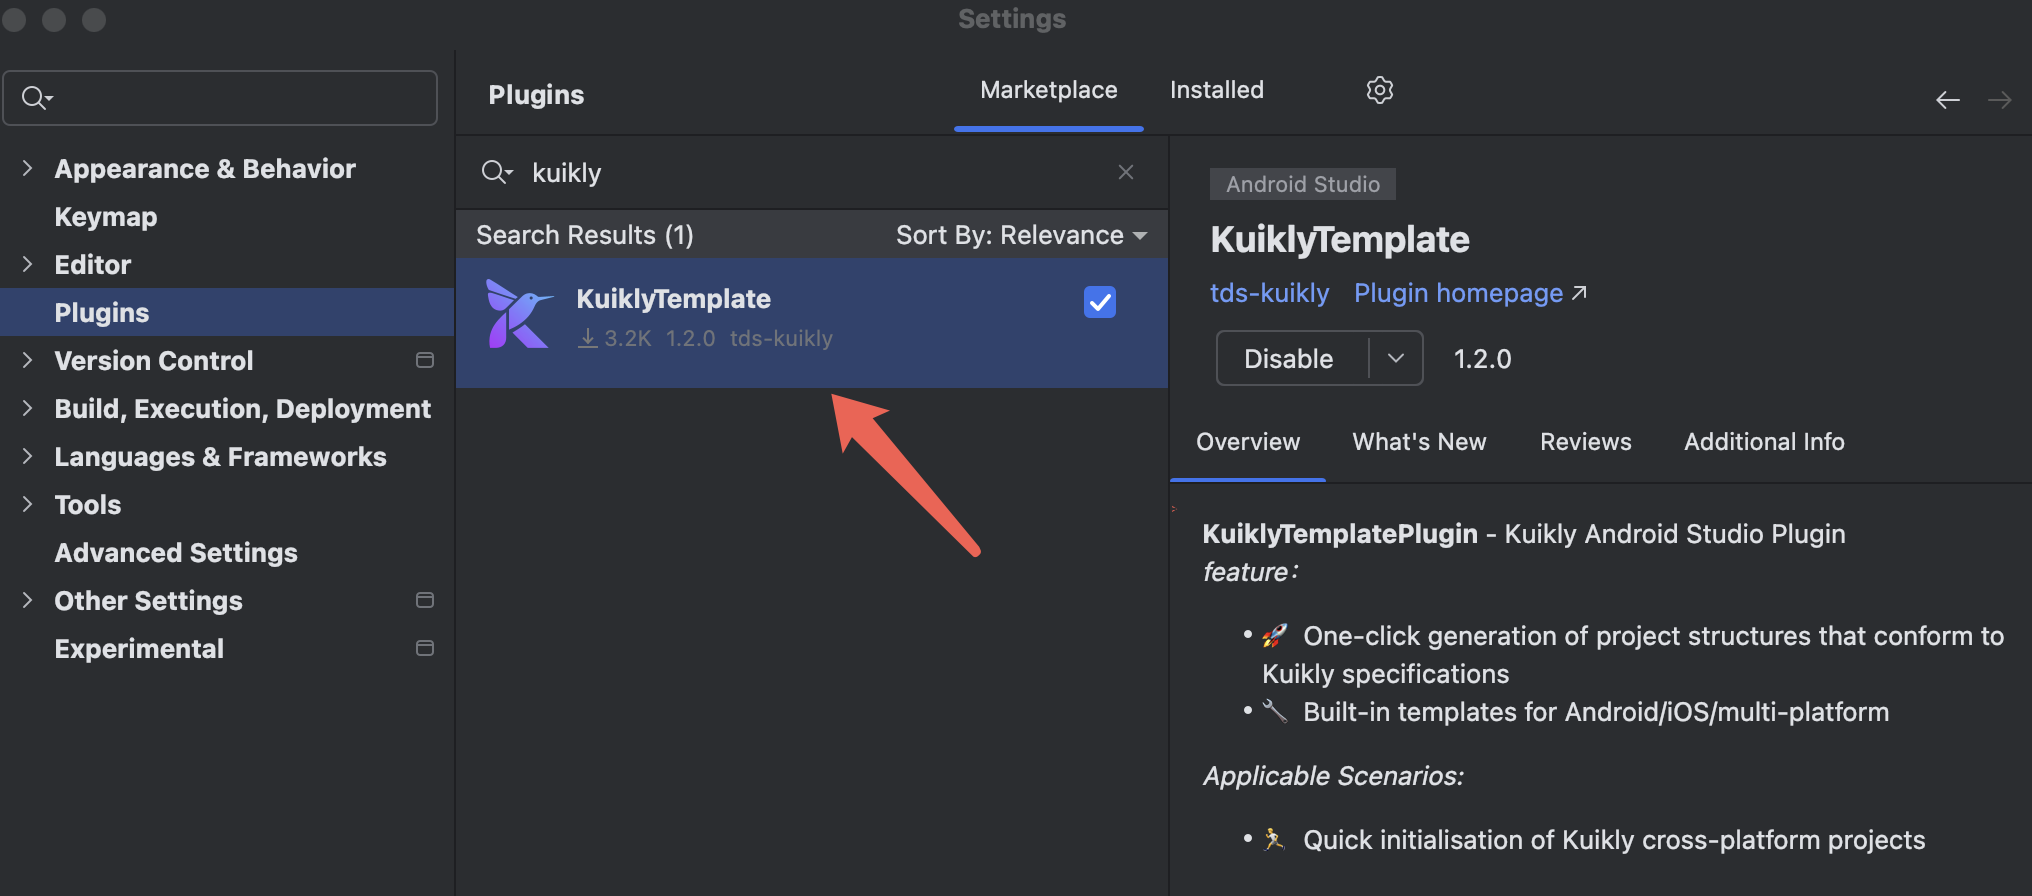 Settings
Appearance & Behavior
Keymap
Editor
Plugins
Version Control
Build, Execution, Deployment
Languages & Frameworks
Tools
Advanced Settings
Other Settings
Experimental
Plugins
Marketplace
Installed
kuikly
Search Results (1)
Sort By: Relevance
KuiklyTemplate
3.2K 1.2.0 tds-kuikly
Android Studio
KuiklyTemplate
tds-kuikly Plugin homepage ↗
Disable
1.2.0
Overview
What's New
Reviews
Additional Info
KuiklyTemplatePlugin - Kuikly Android Studio Plugin
feature：
• 🚀 One-click generation of project structures that conform to
Kuikly specifications
• 🔧 Built-in templates for Android/iOS/multi-platform
Applicable Scenarios:
• 🏃 Quick initialisation of Kuikly cross-platform projects